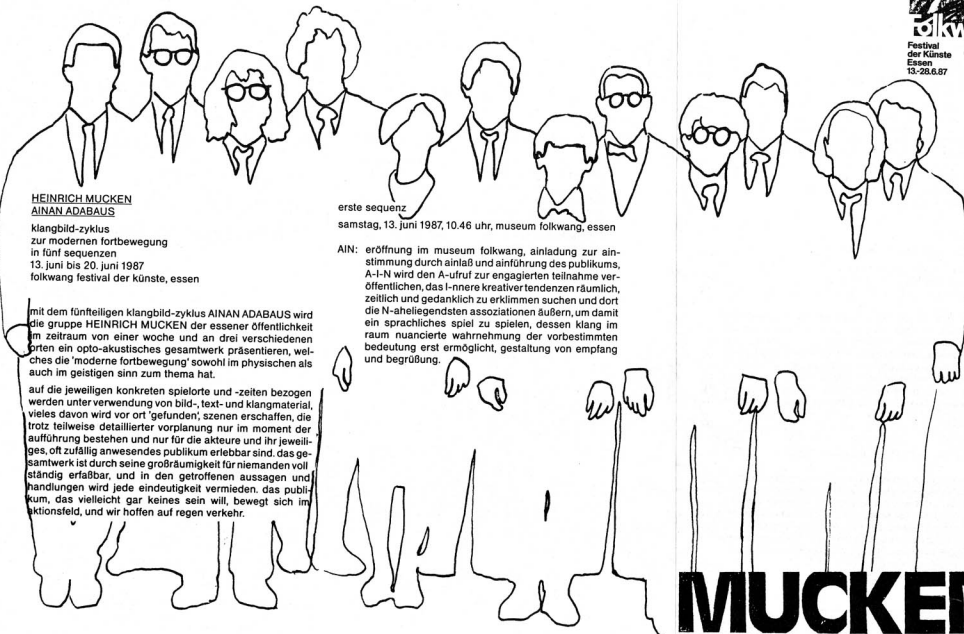 HEINRICH MUCKEN
AINAN ADABAUS
klangbild-zyklus
zur modernen fortbewegung
in fünf sequenzen
13. juni bis 20. juni 1987
folkwang festival der künste, essen
mit dem fünfteiligen klangbild-zyklus AINAN ADABAUS wird
die gruppe HEINRICH MUCKEN der essener öffentlichkeit
im zeitraum von einer woche und an drei verschiedenen
orten ein opto-akustisches gesamtwerk präsentieren, wel-
ches die 'moderne fortbewegung' sowohl im physischen als
auch im geistigen sinn zum thema hat.
auf die jeweiligen konkreten spielorte und -zeiten bezogen
werden unter verwendung von bild-, text- und klangmaterial,
vieles davon wird vor ort 'gefunden', szenen erschaffen, die
trotz teilweise detaillierter vorplanung nur im moment der
aufführung bestehen und nur für die akteure und ihr jeweili-
ges, oft zufällig anwesendes publikum erlebbar sind. das ge-
samtwerk ist durch seine großräumigkeit für niemanden voll
ständig erfaßbar, und in den getroffenen aussagen und
handlungen wird jede eindeutigkeit vermieden. das publi-
kum, das vielleicht gar keines sein will, bewegt sich im
aktionsfeld, und wir hoffen auf regen verkehr.
erste sequenz
samstag, 13. juni 1987, 10.46 uhr, museum folkwang, essen
AIN: eröffnung im museum folkwang, ainladung zur ain-
stimmung durch ainlaß und ainführung des publikums,
A-I-N wird den A-ufruf zur engagierten teilnahme ver-
öffentlichen, das I-nnere kreativer tendenzen räumlich,
zeitlich und gedanklich zu erklimmen suchen und dort
die N-aheliegendsten assoziationen äußern, um damit
ein sprachliches spiel zu spielen, dessen klang im
raum nuancierte wahrnehmung der vorbestimmten
bedeutung erst ermöglicht, gestaltung von empfang
und begrüßung.
Folkw
Festival
der Künste
Essen
13.-28.6.87
MUCKE